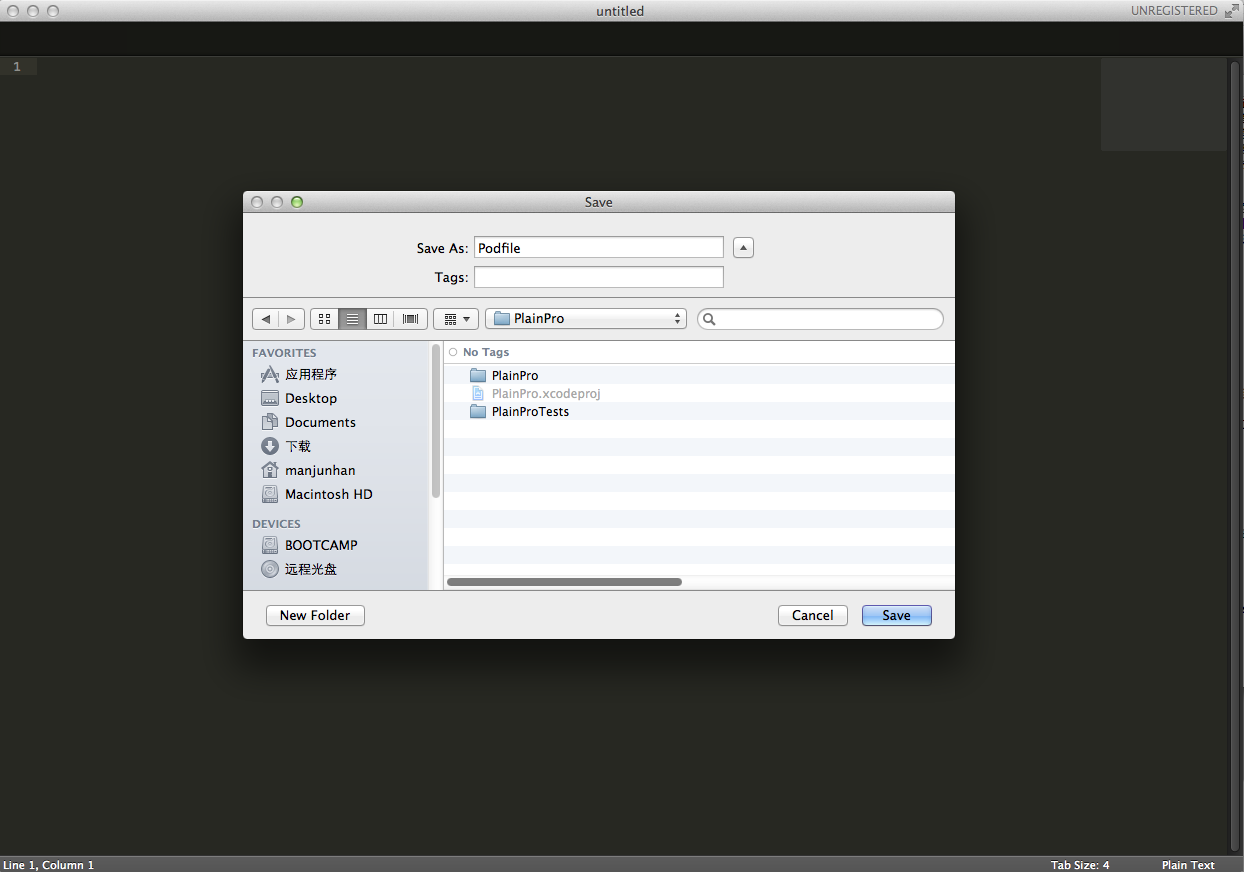 untitled
UNREGISTERED
1
Save
Save As: Podfile
Tags:
PlainPro
FAVORITES
应用程序
Desktop
Documents
下载
manjunhan
Macintosh HD
DEVICES
BOOTCAMP
远程光盘
No Tags
PlainPro
PlainPro.xcodeproj
PlainProTests
New Folder
Cancel
Save
Line 1, Column 1
Tab Size: 4
Plain Text